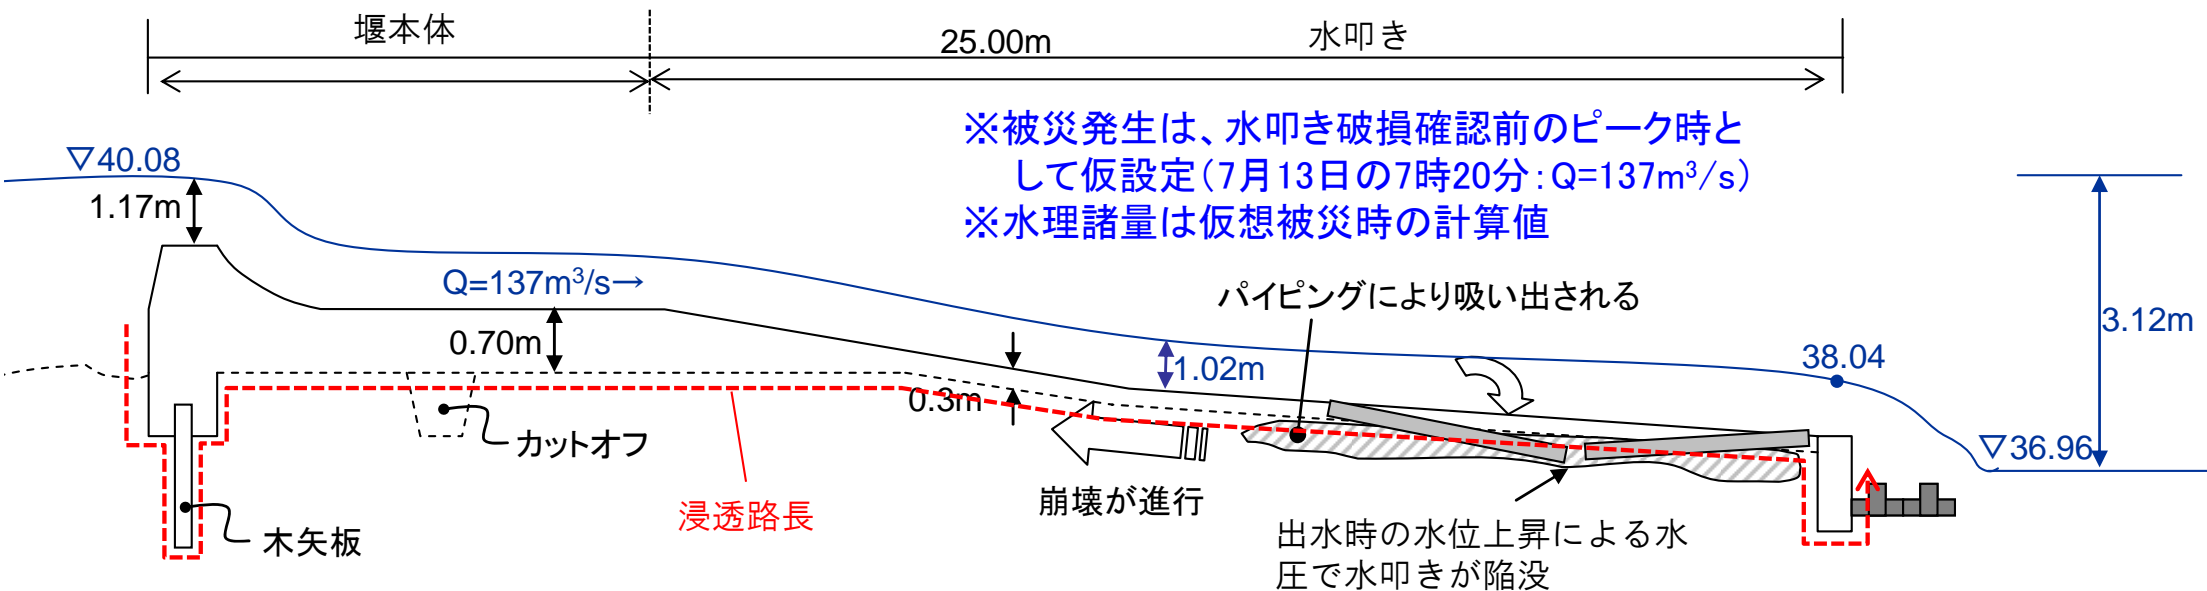 堰本体
25.00m
水叩き
※被災発生は、水叩き破損確認前のピーク時と
して仮設定(7月13日の7時20分:Q=137m³/s)
※水理諸量は仮想被災時の計算値
▽40.08
1.17m
Q=137m³/s→
パイピングにより吸い出される
3.12m
0.70m
1.02m
38.04
0.3m
カットオフ
▽36.96
浸透路長
崩壊が進行
木矢板
出水時の水位上昇による水
圧で水叩きが陥没